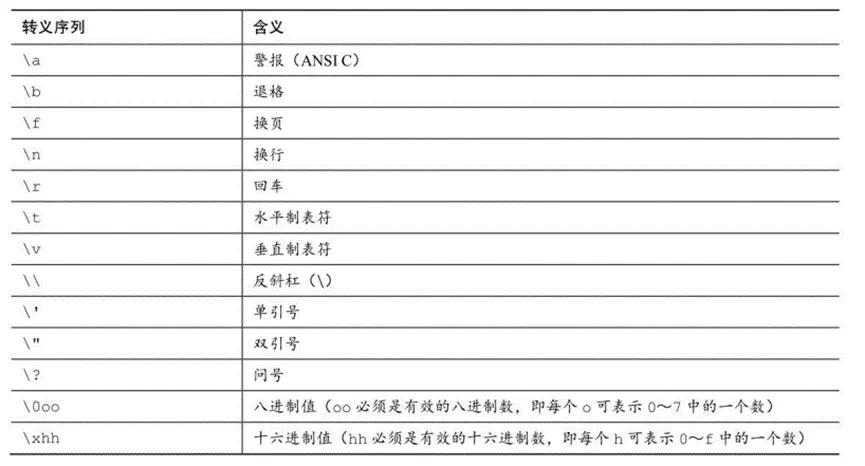 转义序列 含义
\a 警报（ANSI C）
\b 退格
\f 换页
\n 换行
\r 回车
\t 水平制表符
\v 垂直制表符
\\ 反斜杠（\）
\' 单引号
\" 双引号
\? 问号
\0oo 八进制值（oo 必须是有效的八进制数，即每个 o 可表示 0～7 中的一个数）
\xhh 十六进制值（hh 必须是有效的十六进制数，即每个 h 可表示 0～f 中的一个数）